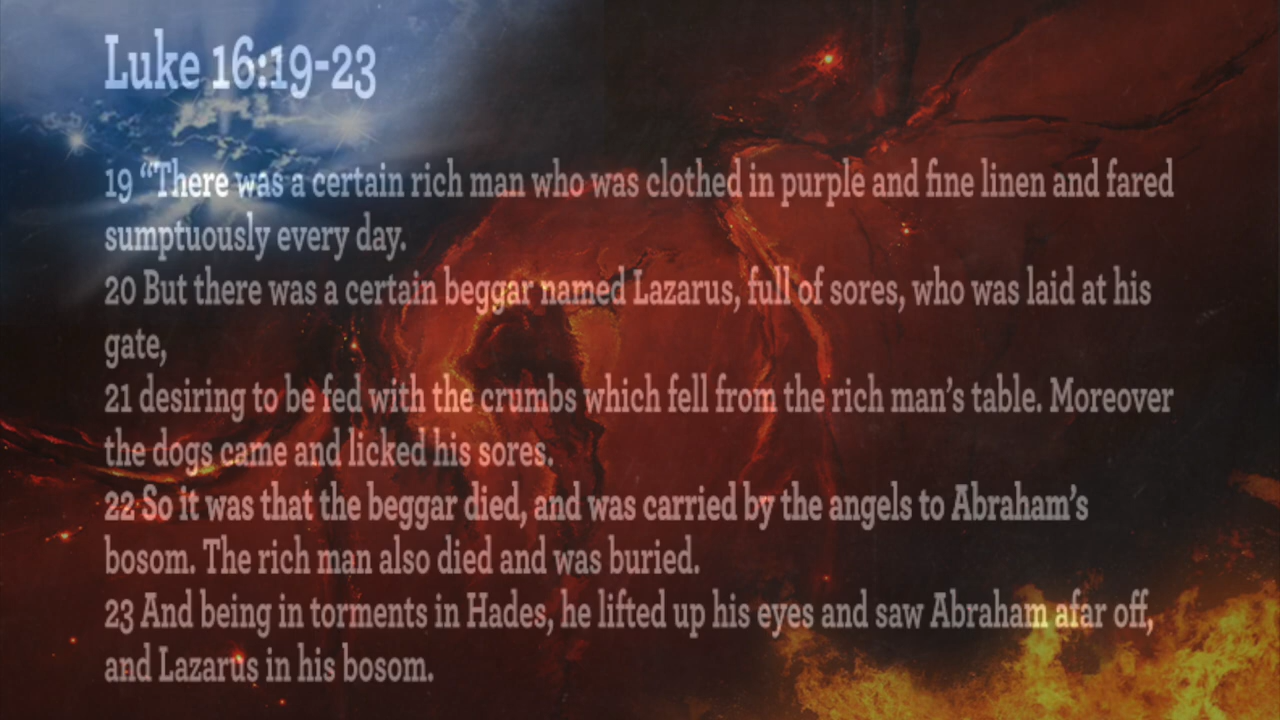 Luke 16:19-23
19 “There was a certain rich man who was clothed in purple and fine linen and fared
sumptuously every day.
20 But there was a certain beggar named Lazarus, full of sores, who was laid at his
gate,
21 desiring to be fed with the crumbs which fell from the rich man’s table. Moreover
the dogs came and licked his sores.
22 So it was that the beggar died, and was carried by the angels to Abraham’s
bosom. The rich man also died and was buried.
23 And being in torments in Hades, he lifted up his eyes and saw Abraham afar off,
and Lazarus in his bosom.